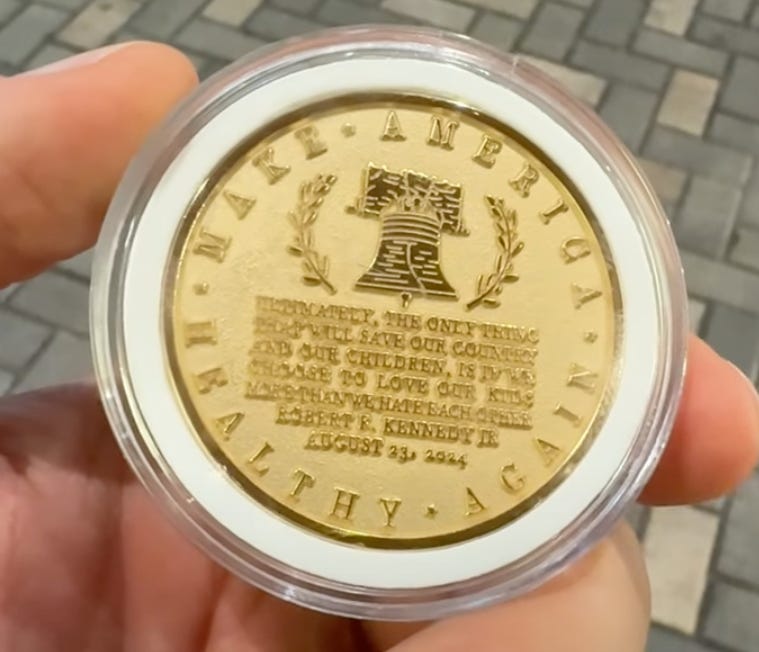 MAKE · AMERICA · HEALTHY · AGAIN ·
ULTIMATELY, THE ONLY THING
THAT WILL SAVE OUR COUNTRY
AND OUR CHILDREN, IS IF WE
CHOOSE TO LOVE OUR KIDS
MORE THAN WE HATE EACH OTHER
ROBERT F. KENNEDY JR
AUGUST 23, 2024